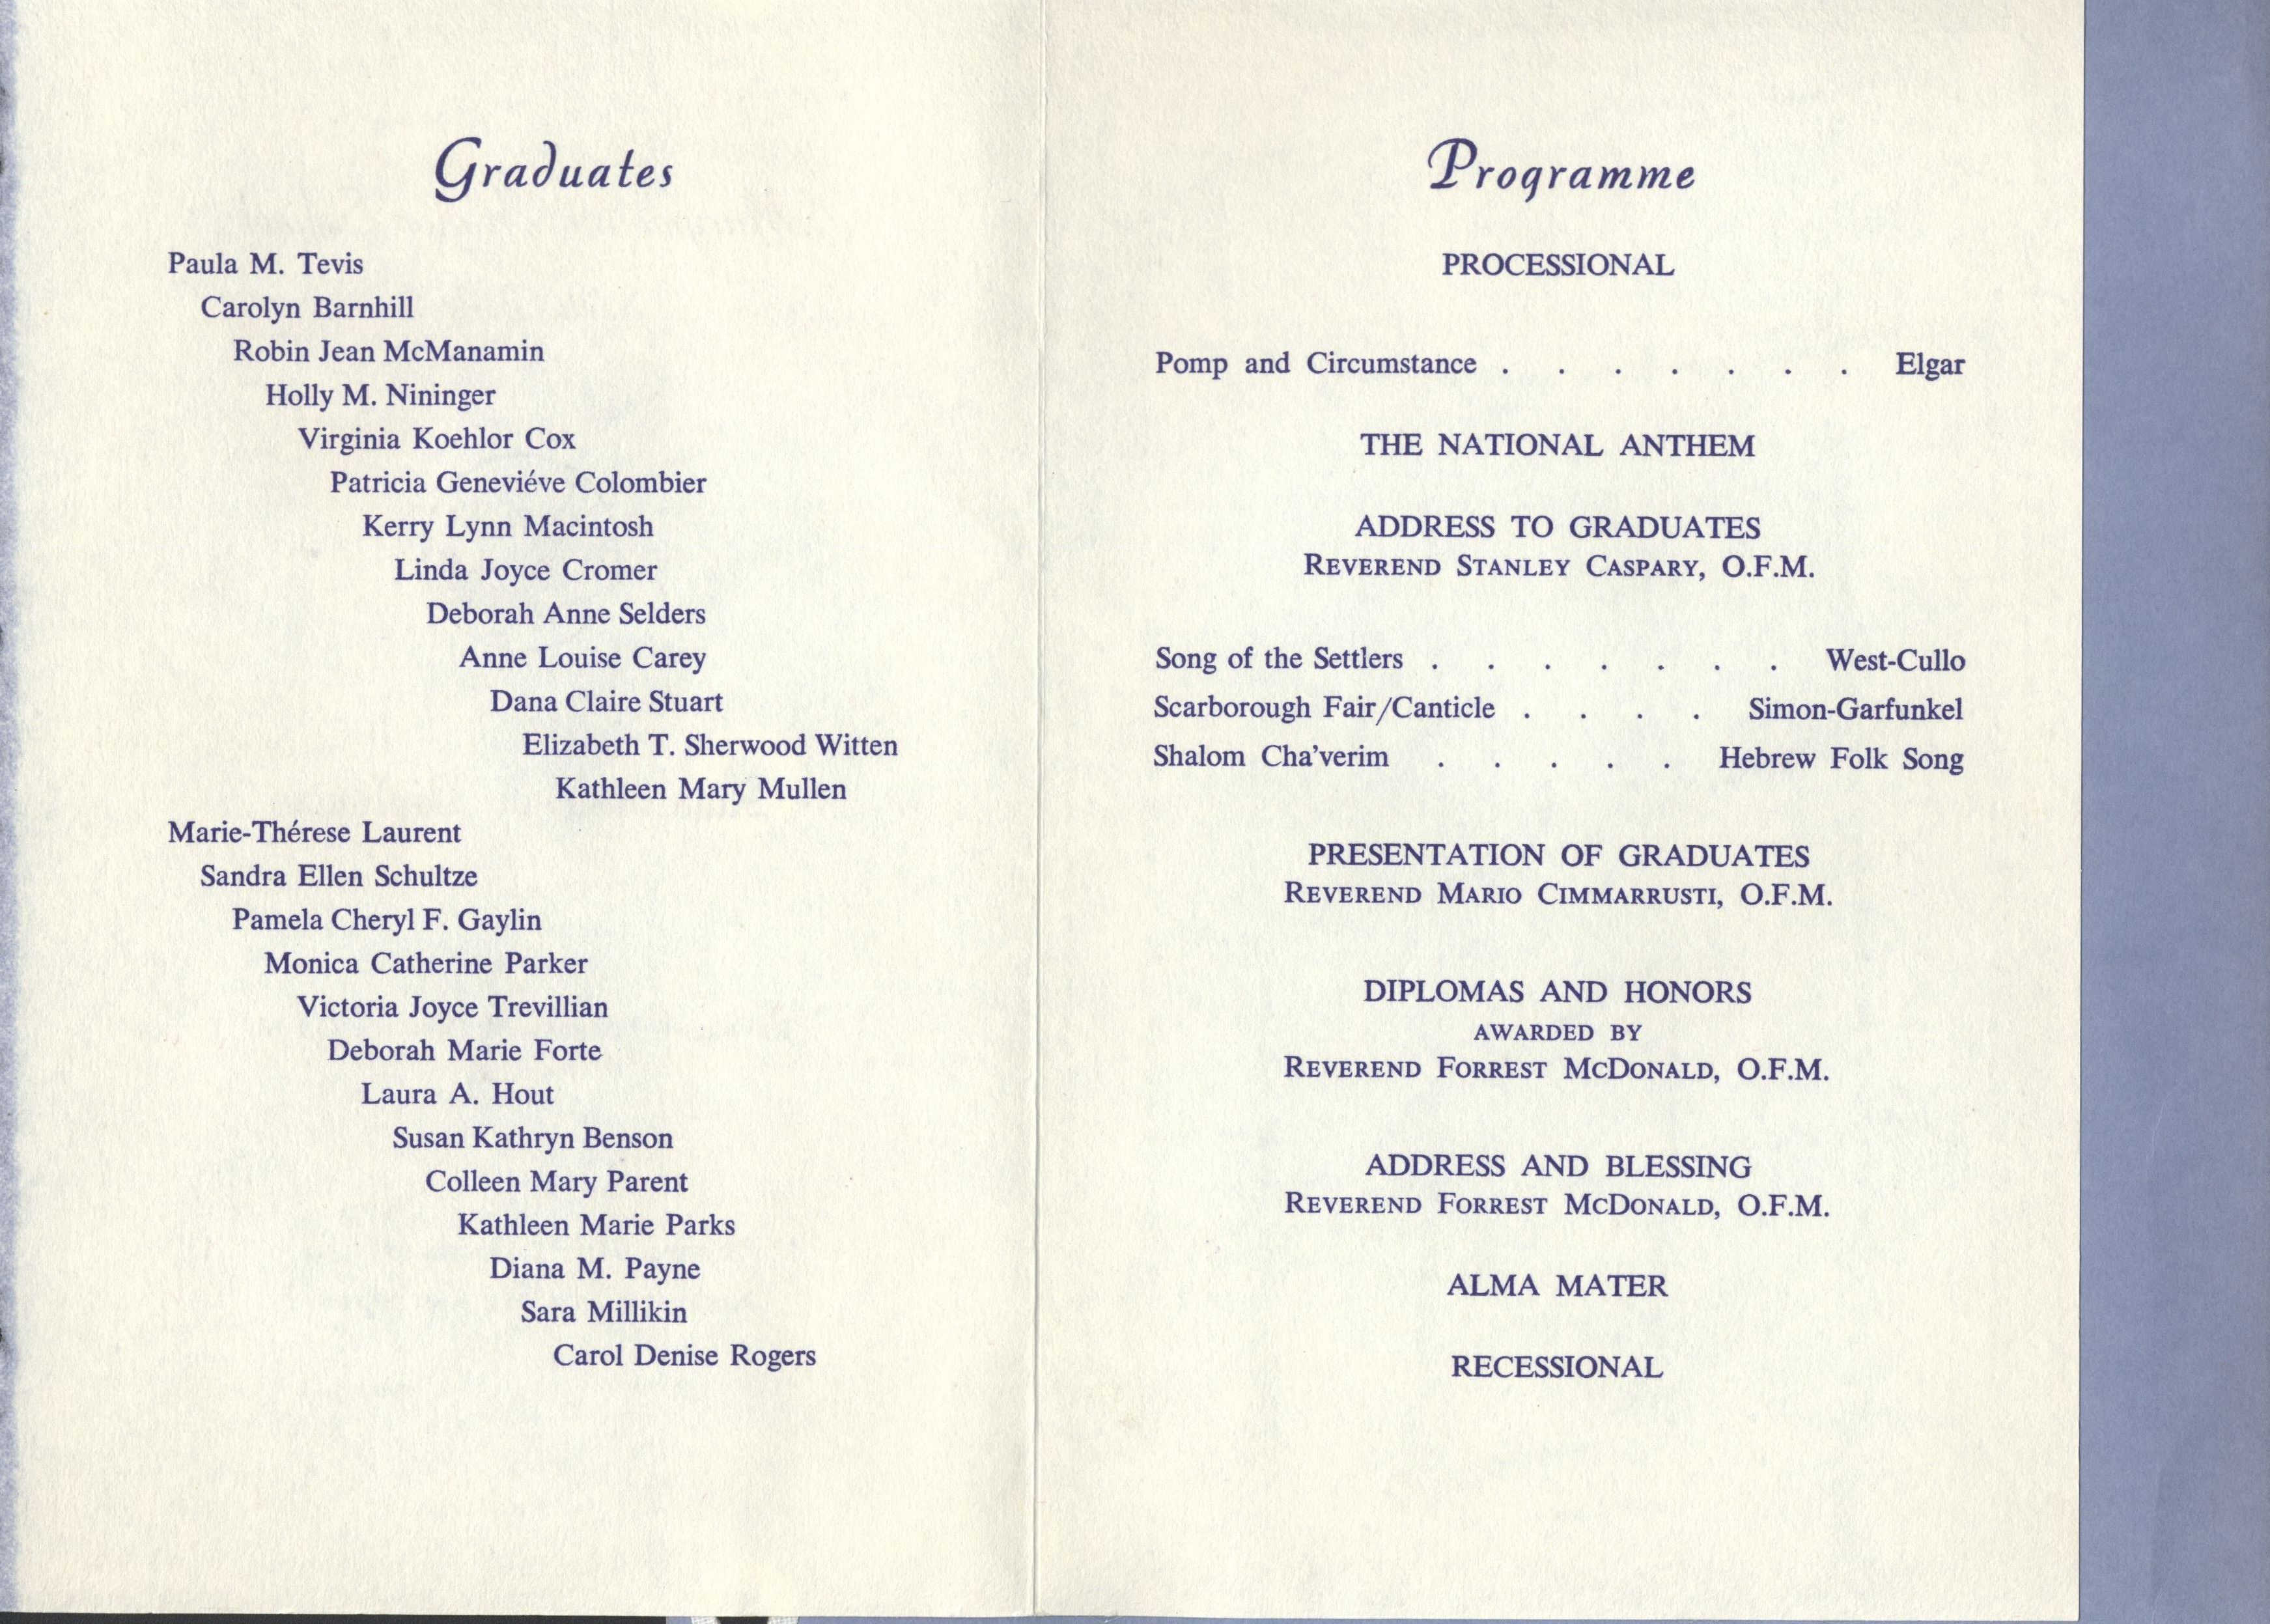 Graduates
Paula M. Tevis
Carolyn Barnhill
Robin Jean McManamin
Holly M. Nininger
Virginia Koehlor Cox
Patricia Geneviéve Colombier
Kerry Lynn Macintosh
Linda Joyce Cromer
Deborah Anne Selders
Anne Louise Carey
Dana Claire Stuart
Elizabeth T. Sherwood Witten
Kathleen Mary Mullen
Marie-Thérese Laurent
Sandra Ellen Schultze
Pamela Cheryl F. Gaylin
Monica Catherine Parker
Victoria Joyce Trevillian
Deborah Marie Forte
Laura A. Hout
Susan Kathryn Benson
Colleen Mary Parent
Kathleen Marie Parks
Diana M. Payne
Sara Millikin
Carol Denise Rogers
Programme
PROCESSIONAL
Pomp and Circumstance . . . . . . . Elgar
THE NATIONAL ANTHEM
ADDRESS TO GRADUATES
REVEREND STANLEY CASPARY, O.F.M.
Song of the Settlers . . . . . . . West-Cullo
Scarborough Fair/Canticle . . . . Simon-Garfunkel
Shalom Cha'verim . . . . . Hebrew Folk Song
PRESENTATION OF GRADUATES
REVEREND MARIO CIMMARRUSTI, O.F.M.
DIPLOMAS AND HONORS
AWARDED BY
REVEREND FORREST MCDONALD, O.F.M.
ADDRESS AND BLESSING
REVEREND FORREST MCDONALD, O.F.M.
ALMA MATER
RECESSIONAL